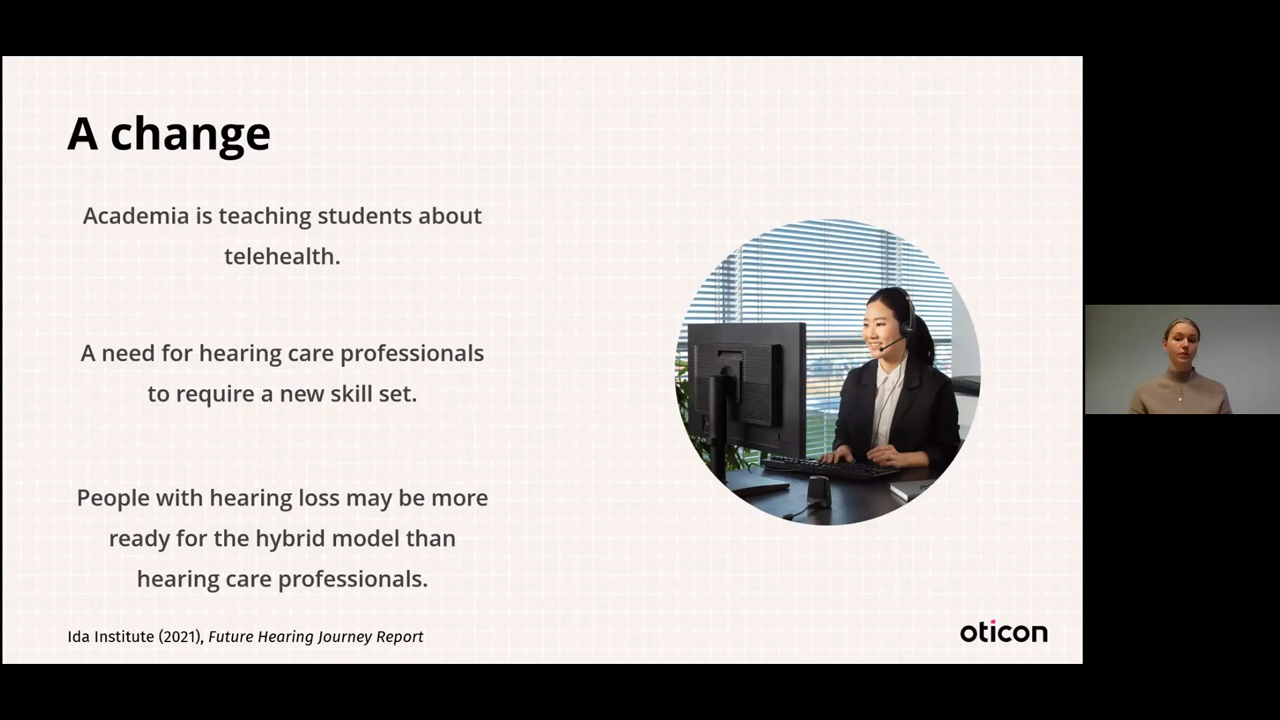 A change
Academia is teaching students about
telehealth.
A need for hearing care professionals
to require a new skill set.
People with hearing loss may be more
ready for the hybrid model than
hearing care professionals.
Ida Institute (2021), Future Hearing Journey Report
oticon